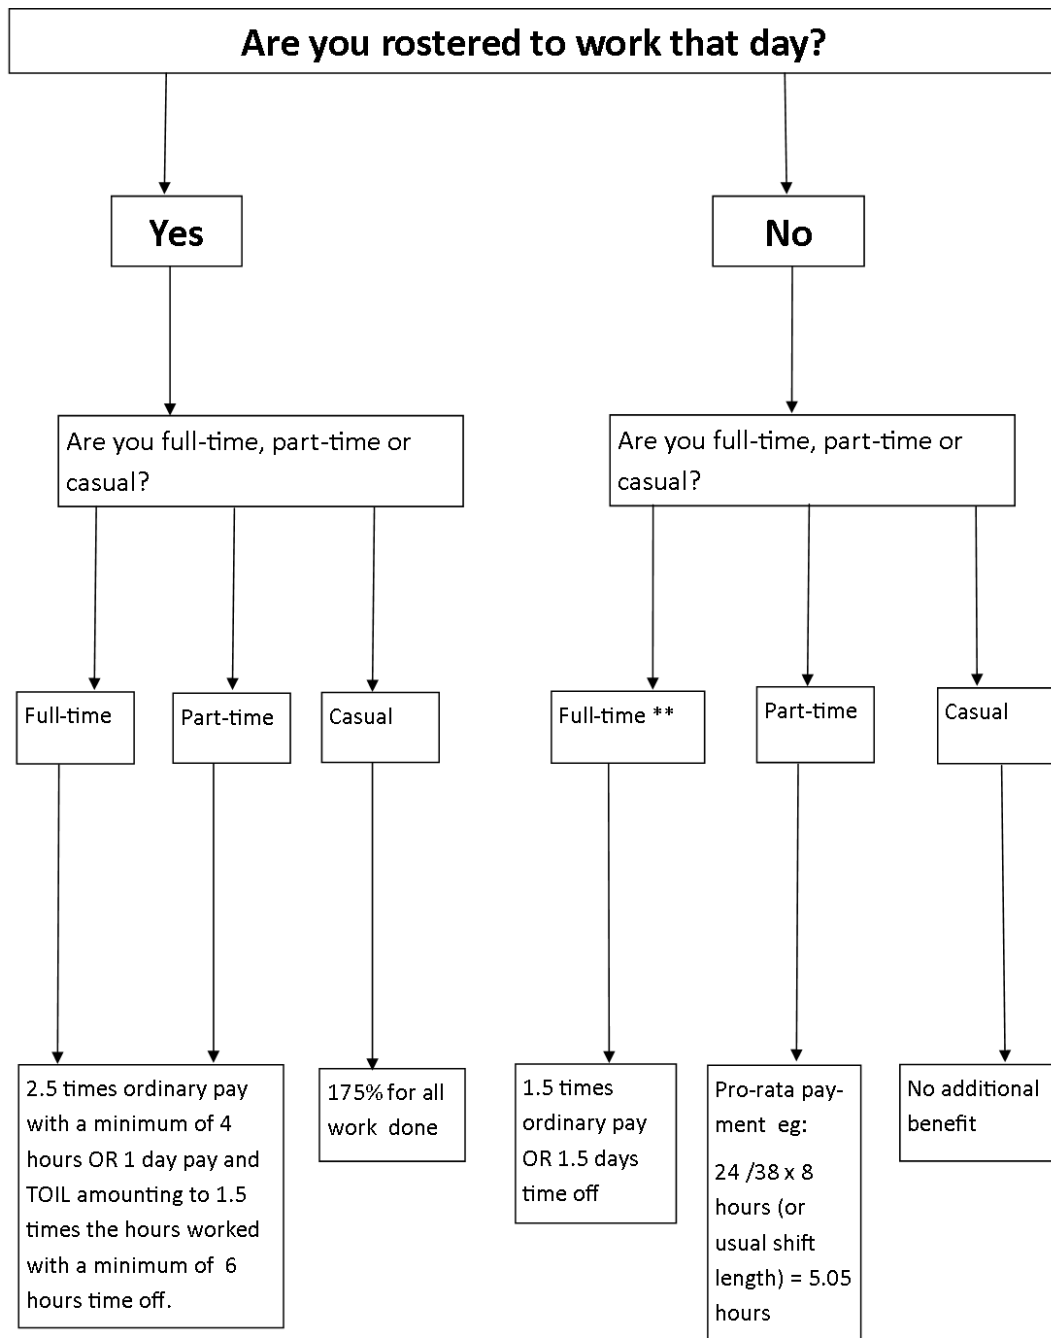 Are you rostered to work that day?
Yes
No
Are you full-time, part-time or
casual?
Are you full-time, part-time or
casual?
Full-time
Part-time
Casual
Full-time **
Part-time
Casual
2.5 times ordinary pay
with a minimum of 4
hours OR 1 day pay and
TOIL amounting to 1.5
times the hours worked
with a minimum of 6
hours time off.
175% for all
work done
1.5 times
ordinary pay
OR 1.5 days
time off
Pro-rata pay-
ment eg:
24 /38 x 8
hours (or
usual shift
length) = 5.05
hours
No additional
benefit